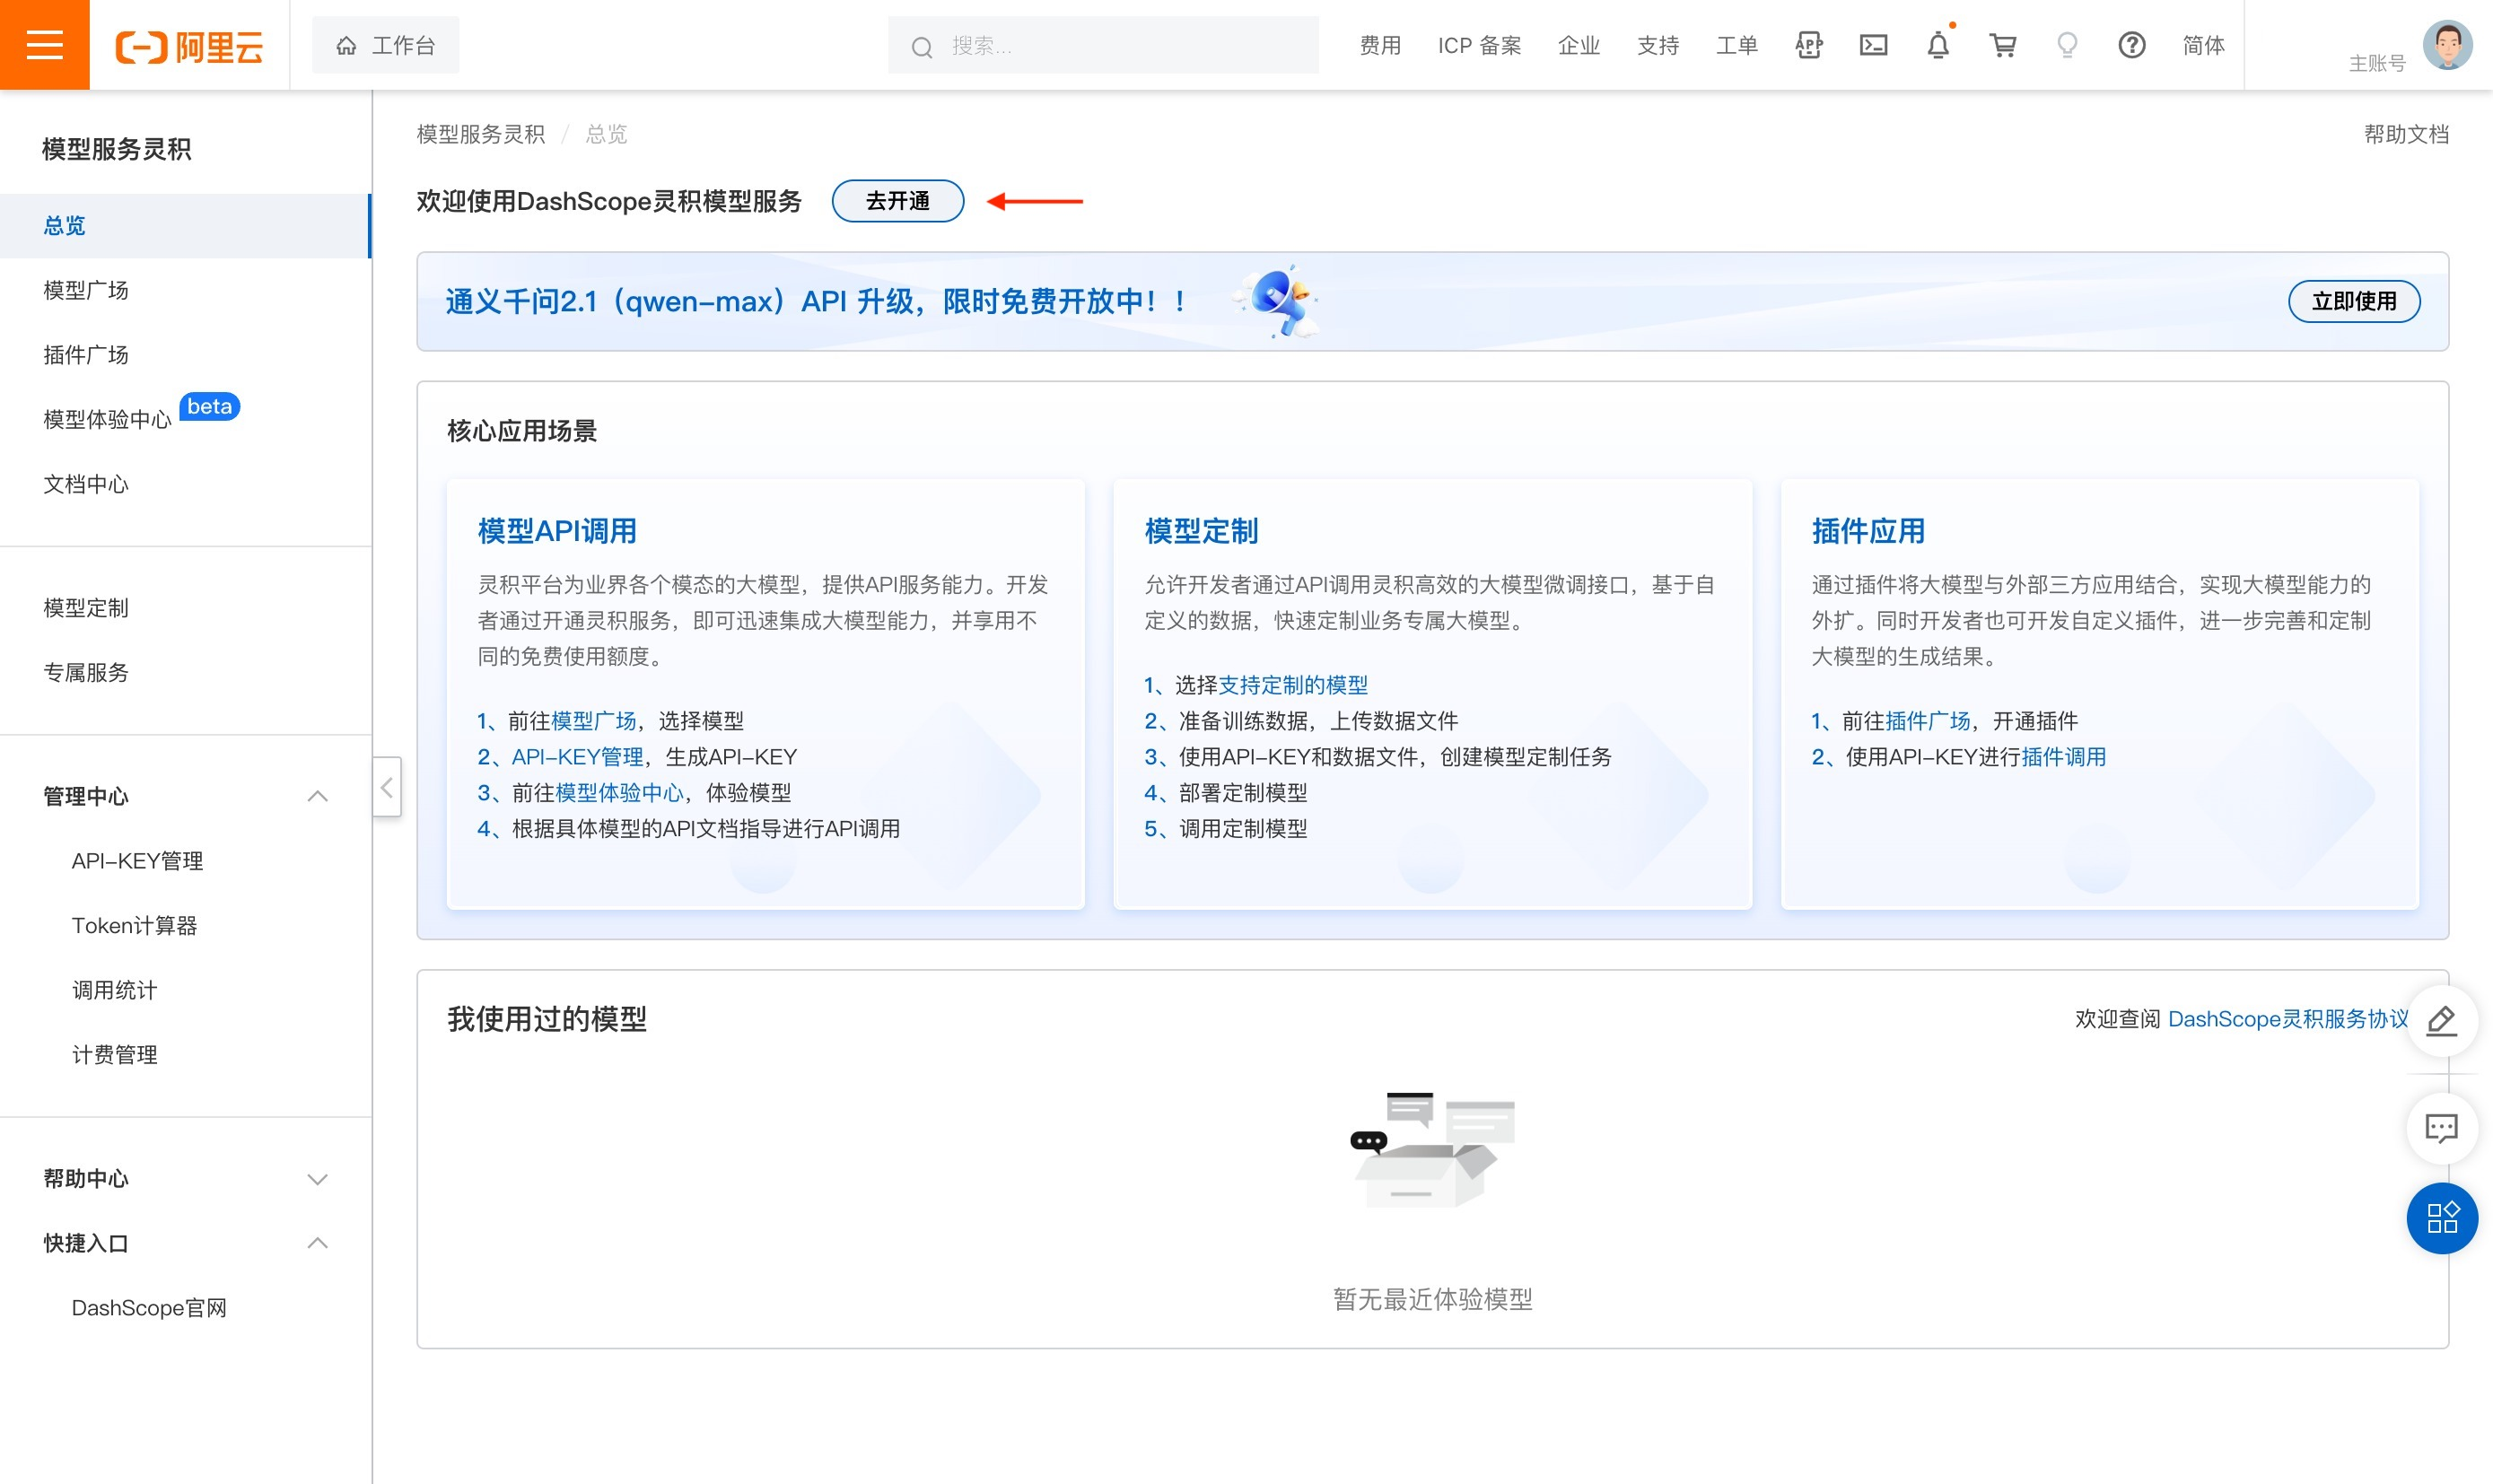 阿里云
工作台
搜索...
费用
ICP 备案
企业
支持
工单
APP
简体
主账号
模型服务灵积
总览
模型广场
插件广场
模型体验中心 beta
文档中心
模型定制
专属服务
管理中心
API-KEY管理
Token计算器
调用统计
计费管理
帮助中心
快捷入口
DashScope官网
模型服务灵积 / 总览
帮助文档
欢迎使用DashScope灵积模型服务
去开通
通义千问2.1（qwen-max）API 升级，限时免费开放中！！
立即使用
核心应用场景
模型API调用
灵积平台为业界各个模态的大模型，提供API服务能力。开发
者通过开通灵积服务，即可迅速集成大模型能力，并享用不
同的免费使用额度。
1、前往模型广场，选择模型
2、API-KEY管理，生成API-KEY
3、前往模型体验中心，体验模型
4、根据具体模型的API文档指导进行API调用
模型定制
允许开发者通过API调用灵积高效的大模型微调接口，基于自
定义的数据，快速定制业务专属大模型。
1、选择支持定制的模型
2、准备训练数据，上传数据文件
3、使用API-KEY和数据文件，创建模型定制任务
4、部署定制模型
5、调用定制模型
插件应用
通过插件将大模型与外部三方应用结合，实现大模型能力的
外扩。同时开发者也可开发自定义插件，进一步完善和定制
大模型的生成结果。
1、前往插件广场，开通插件
2、使用API-KEY进行插件调用
我使用过的模型
欢迎查阅 DashScope灵积服务协议
暂无最近体验模型